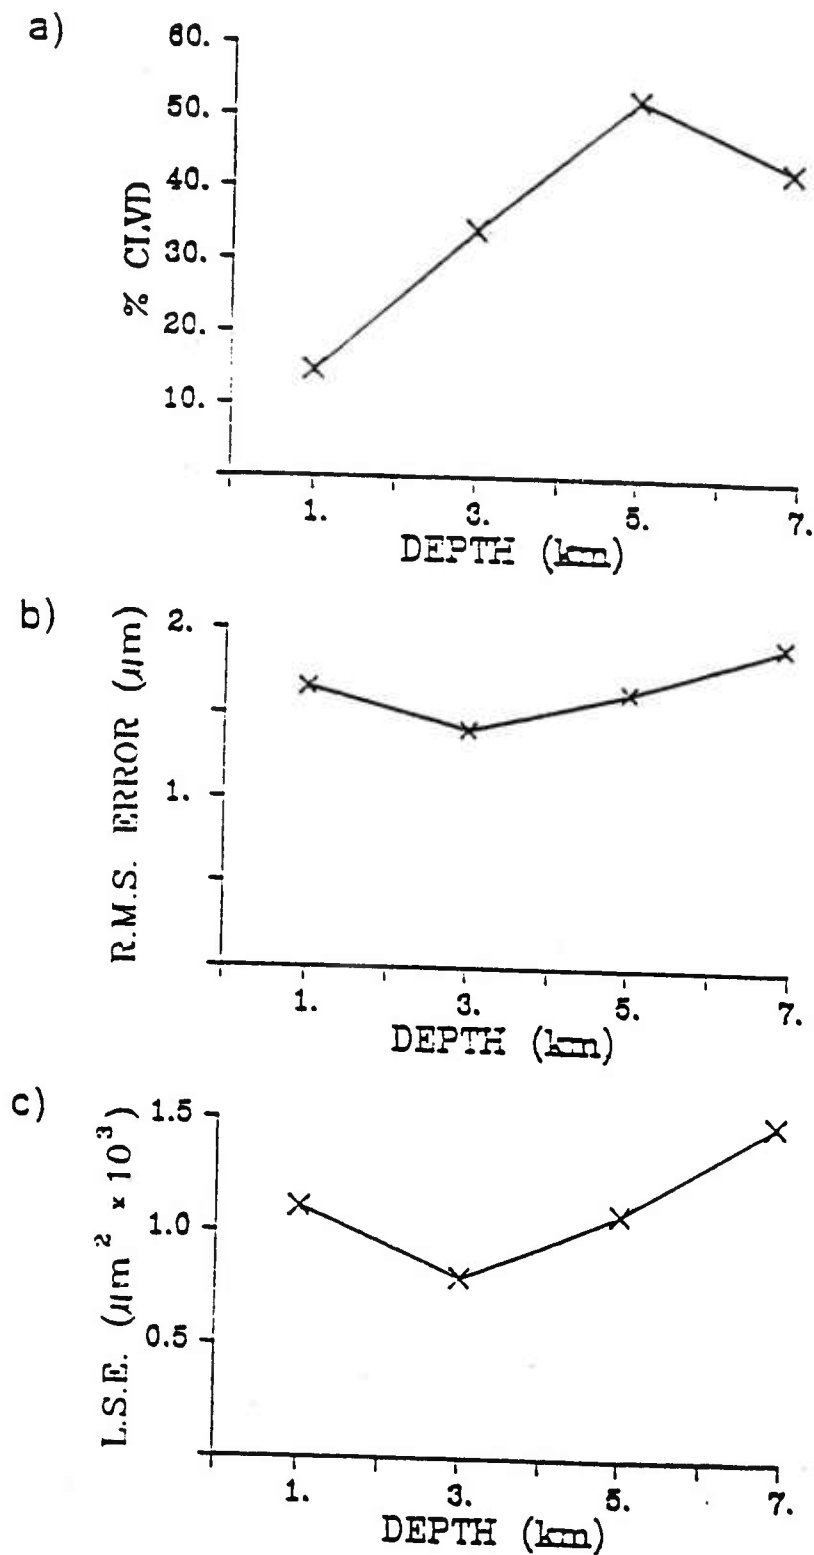 a)
60.
50.
40.
30.
20.
10.
% CLVD
1. 3. 5. 7.
DEPTH (km)
b)
2.
1.
R.M.S. ERROR (μm)
1. 3. 5. 7.
DEPTH (km)
c)
1.5
1.0
0.5
L.S.E. (μm² × 10³)
1. 3. 5. 7.
DEPTH (km)